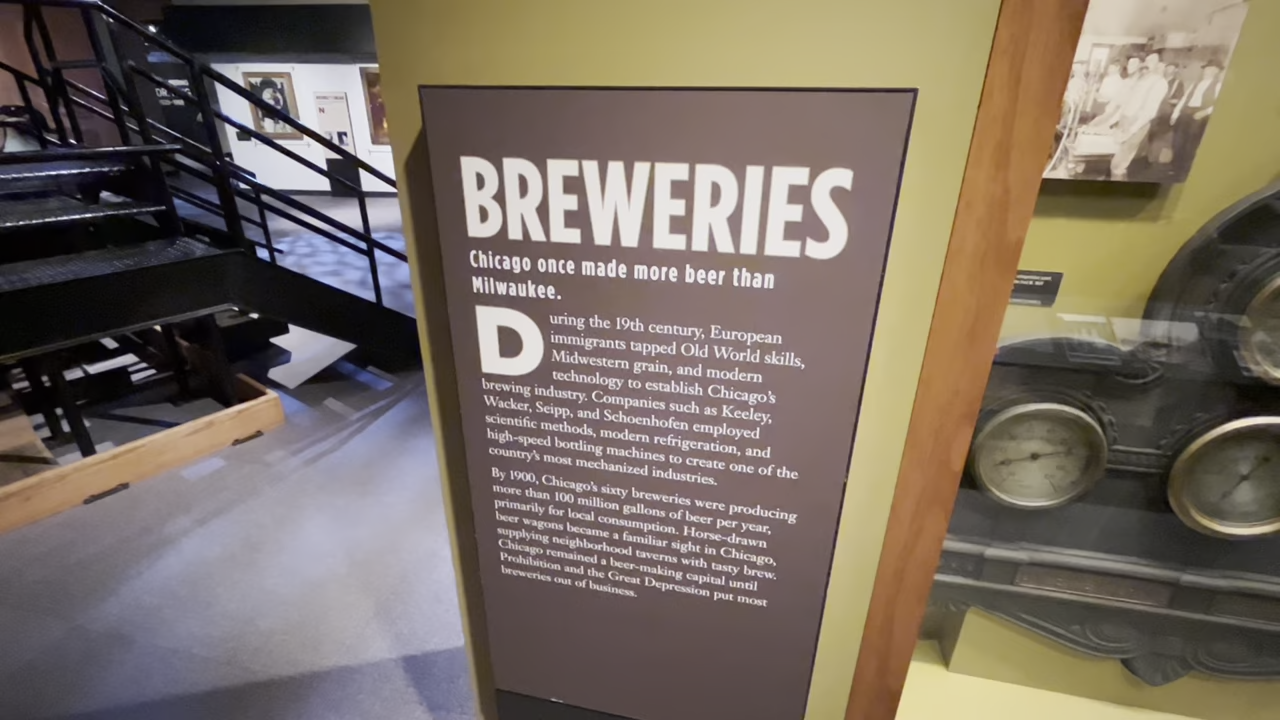 BREWERIES
Chicago once made more beer than
Milwaukee.
During the 19th century, European
immigrants tapped Old World skills,
Midwestern grain, and modern
technology to establish Chicago's
brewing industry. Companies such as Keeley,
Wacker, Seipp, and Schoenhofen employed
scientific methods, modern refrigeration, and
high-speed bottling machines to create one of the
country's most mechanized industries.
By 1900, Chicago's sixty breweries were producing
more than 100 million gallons of beer per year,
primarily for local consumption. Horse-drawn
beer wagons became a familiar sight in Chicago,
supplying neighborhood taverns with tasty brew.
Chicago remained a beer-making capital until
Prohibition and the Great Depression put most
breweries out of business.